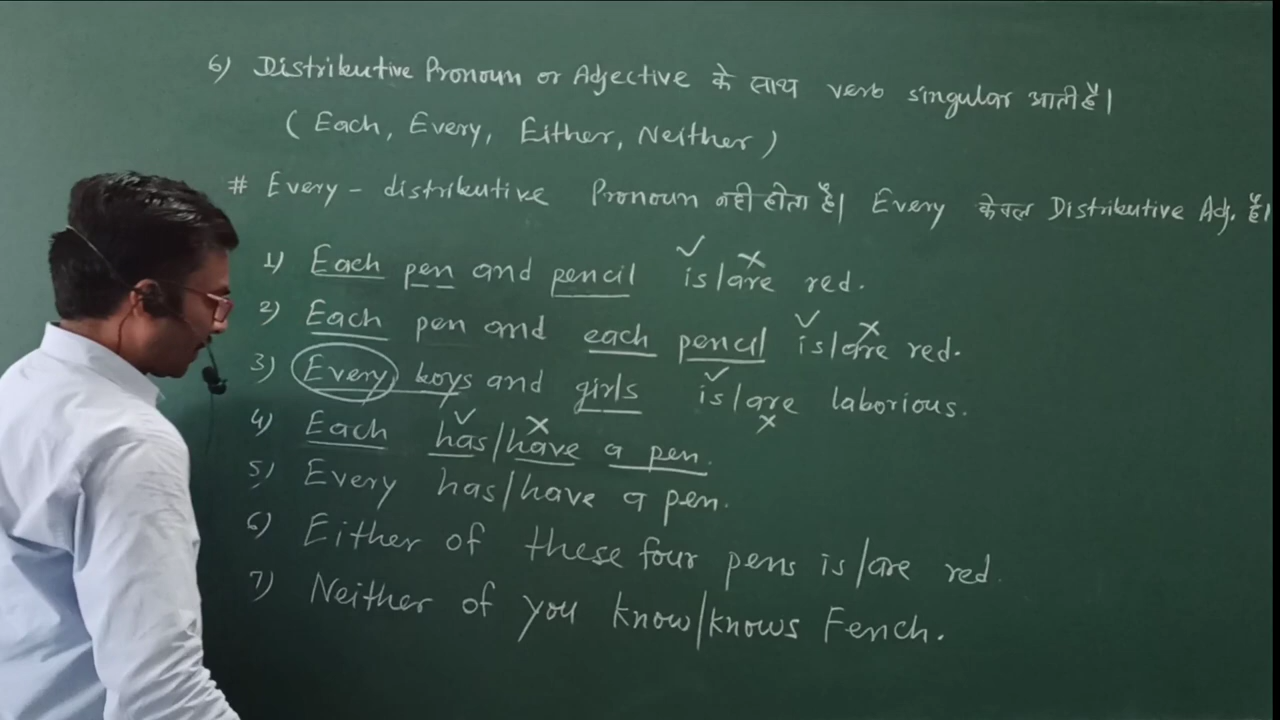 6) Distributive Pronoun or Adjective के साथ verb singular आती है।
( Each, Every, Either, Neither )
# Every - distributive Pronoun नही होता है। Every केवल Distributive Adj. है।
1) Each pen and pencil is/are red.
2) Each pen and each pencil is/are red.
3) Every boys and girls is/are laborious.
4) Each has/have a pen.
5) Every has/have a pen.
6) Either of these four pens is/are red.
7) Neither of you know/knows Fench.